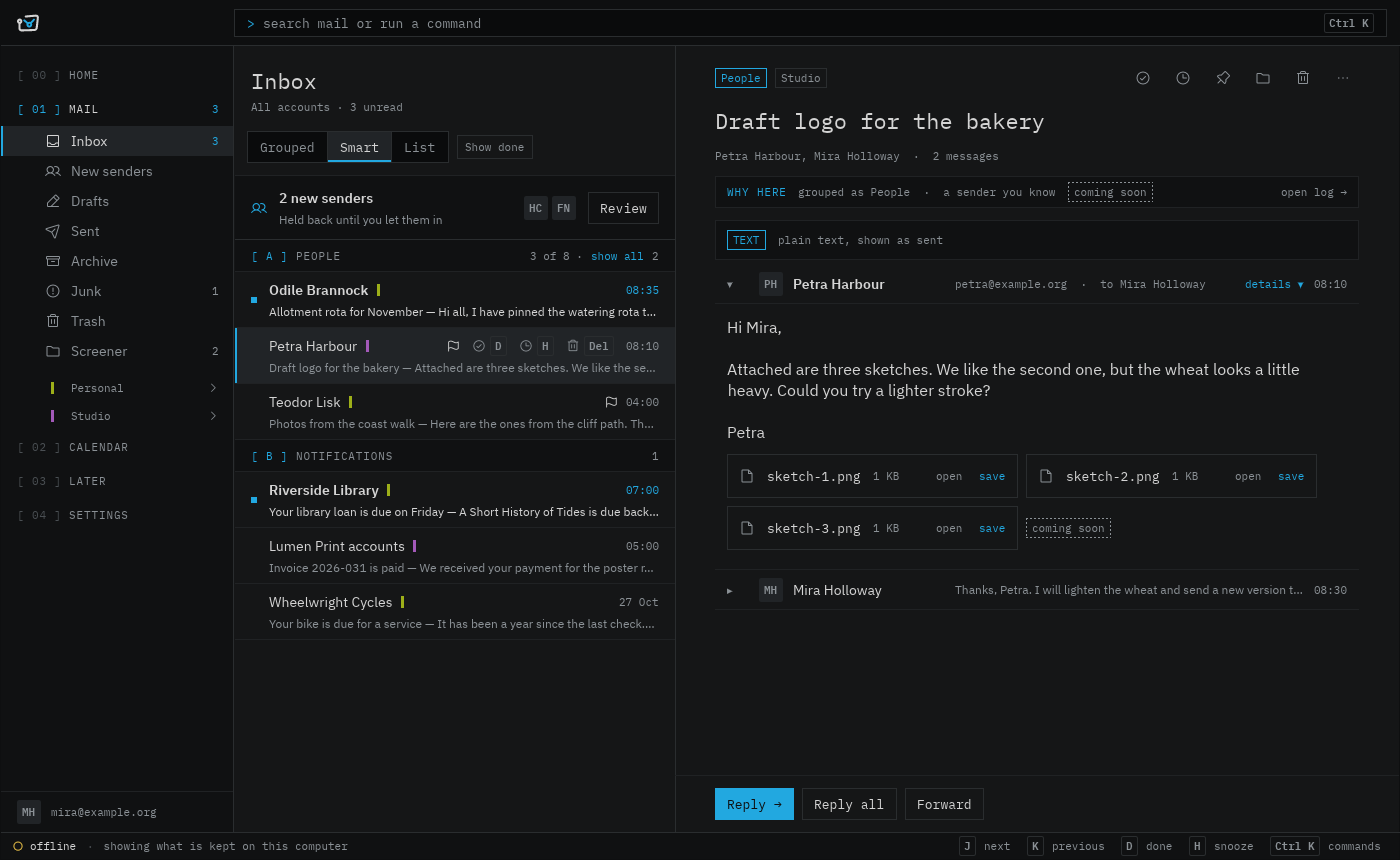 > search mail or run a command Ctrl K
[ 00 ] HOME
[ 01 ] MAIL 3
Inbox 3
New senders
Drafts
Sent
Archive
Junk 1
Trash
Screener 2
Personal
Studio
[ 02 ] CALENDAR
[ 03 ] LATER
[ 04 ] SETTINGS
MH mira@example.org
Inbox
All accounts · 3 unread
Grouped Smart List Show done
2 new senders
Held back until you let them in
HC FN Review
[ A ] PEOPLE 3 of 8 · show all 2
Odile Brannock 08:35
Allotment rota for November — Hi all, I have pinned the watering rota t...
Petra Harbour D H Del 08:10
Draft logo for the bakery — Attached are three sketches. We like the se...
Teodor Lisk 04:00
Photos from the coast walk — Here are the ones from the cliff path. Th...
[ B ] NOTIFICATIONS 1
Riverside Library 07:00
Your library loan is due on Friday — A Short History of Tides is due back...
Lumen Print accounts 05:00
Invoice 2026-031 is paid — We received your payment for the poster r...
Wheelwright Cycles 27 Oct
Your bike is due for a service — It has been a year since the last check....
People Studio
Draft logo for the bakery
Petra Harbour, Mira Holloway · 2 messages
WHY HERE grouped as People · a sender you know coming soon open log →
TEXT plain text, shown as sent
▾ PH Petra Harbour petra@example.org · to Mira Holloway details ▾ 08:10
Hi Mira,
Attached are three sketches. We like the second one, but the wheat looks a little
heavy. Could you try a lighter stroke?
Petra
sketch-1.png 1 KB open save sketch-2.png 1 KB open save
sketch-3.png 1 KB open save coming soon
▸ MH Mira Holloway Thanks, Petra. I will lighten the wheat and send a new version t... 08:30
Reply → Reply all Forward
offline · showing what is kept on this computer
J next K previous D done H snooze Ctrl K commands